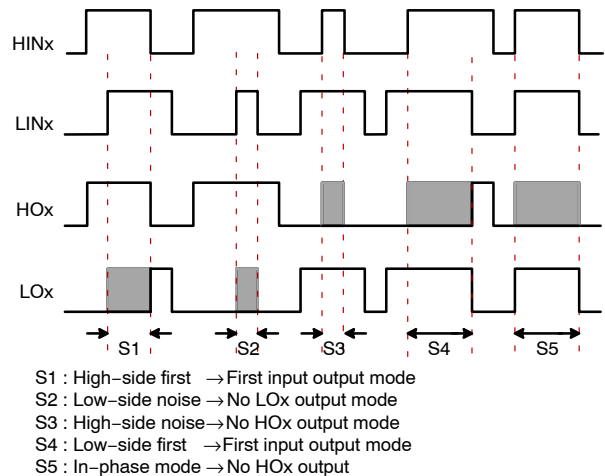 HINx
LINx
HOx
LOx
S1 S2 S3 S4 S5
S1 : High−side first →First input output mode
S2 : Low−side noise→No LOx output mode
S3 : High−side noise→No HOx output mode
S4 : Low−side first →First input output mode
S5 : In−phase mode→No HOx output